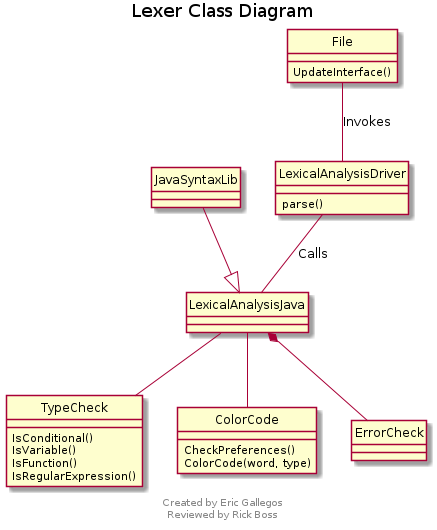 Lexer Class Diagram
File
UpdateInterface()
Invokes
JavaSyntaxLib
LexicalAnalysisDriver
parse()
Calls
LexicalAnalysisJava
TypeCheck
IsConditional()
IsVariable()
IsFunction()
IsRegularExpression()
ColorCode
CheckPreferences()
ColorCode(word, type)
ErrorCheck
Created by Eric Gallegos
Reviewed by Rick Boss